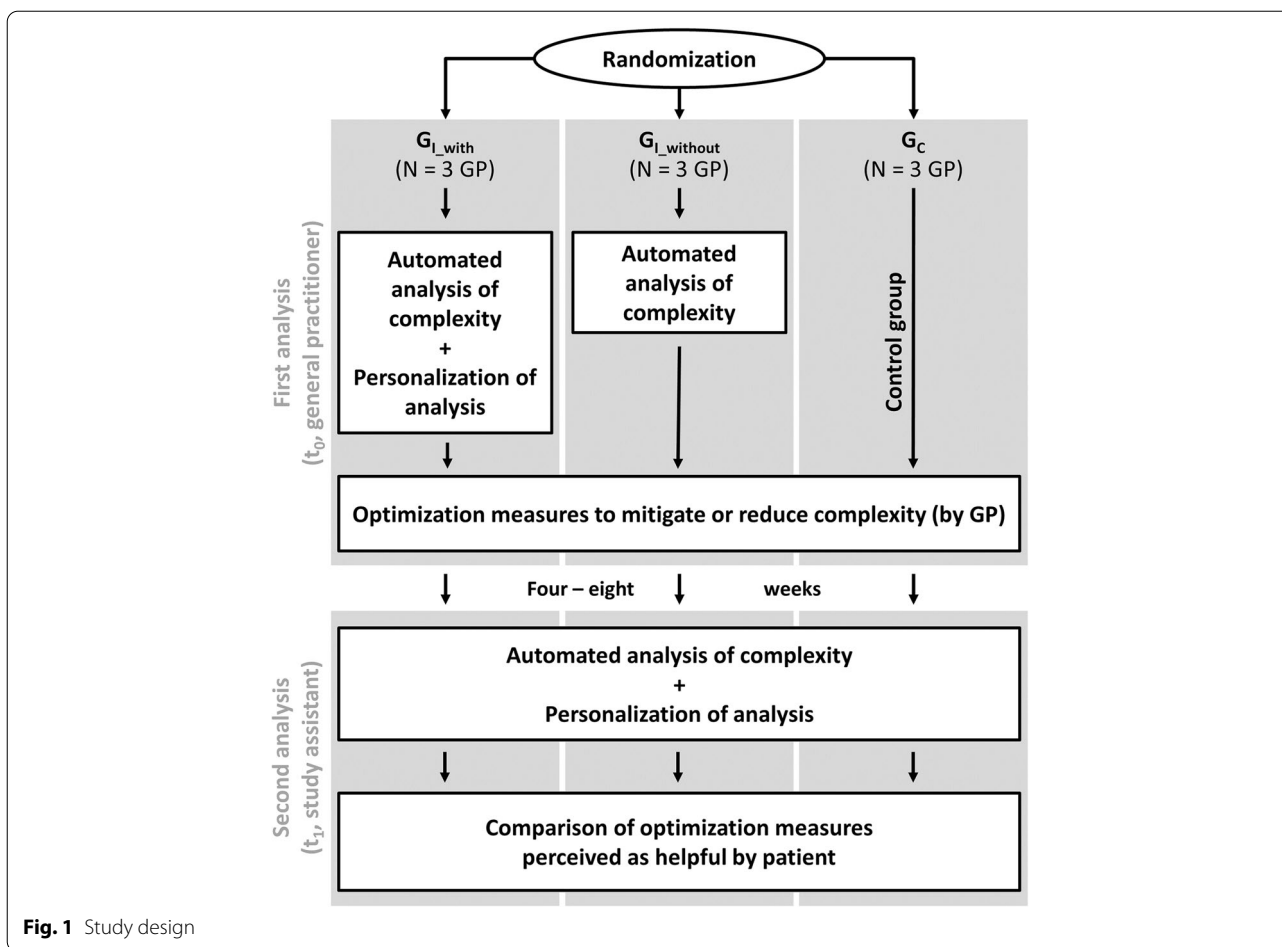 Randomization
G_I_with
(N = 3 GP)
G_I_without
(N = 3 GP)
G_C
(N = 3 GP)
First analysis
(t_0, general practitioner)
Automated
analysis of
complexity
+
Personalization of
analysis
Automated
analysis of
complexity
Control group
Optimization measures to mitigate or reduce complexity (by GP)
Four – eight weeks
Second analysis
(t_1, study assistant)
Automated analysis of complexity
+
Personalization of analysis
Comparison of optimization measures
perceived as helpful by patient
Fig. 1 Study design